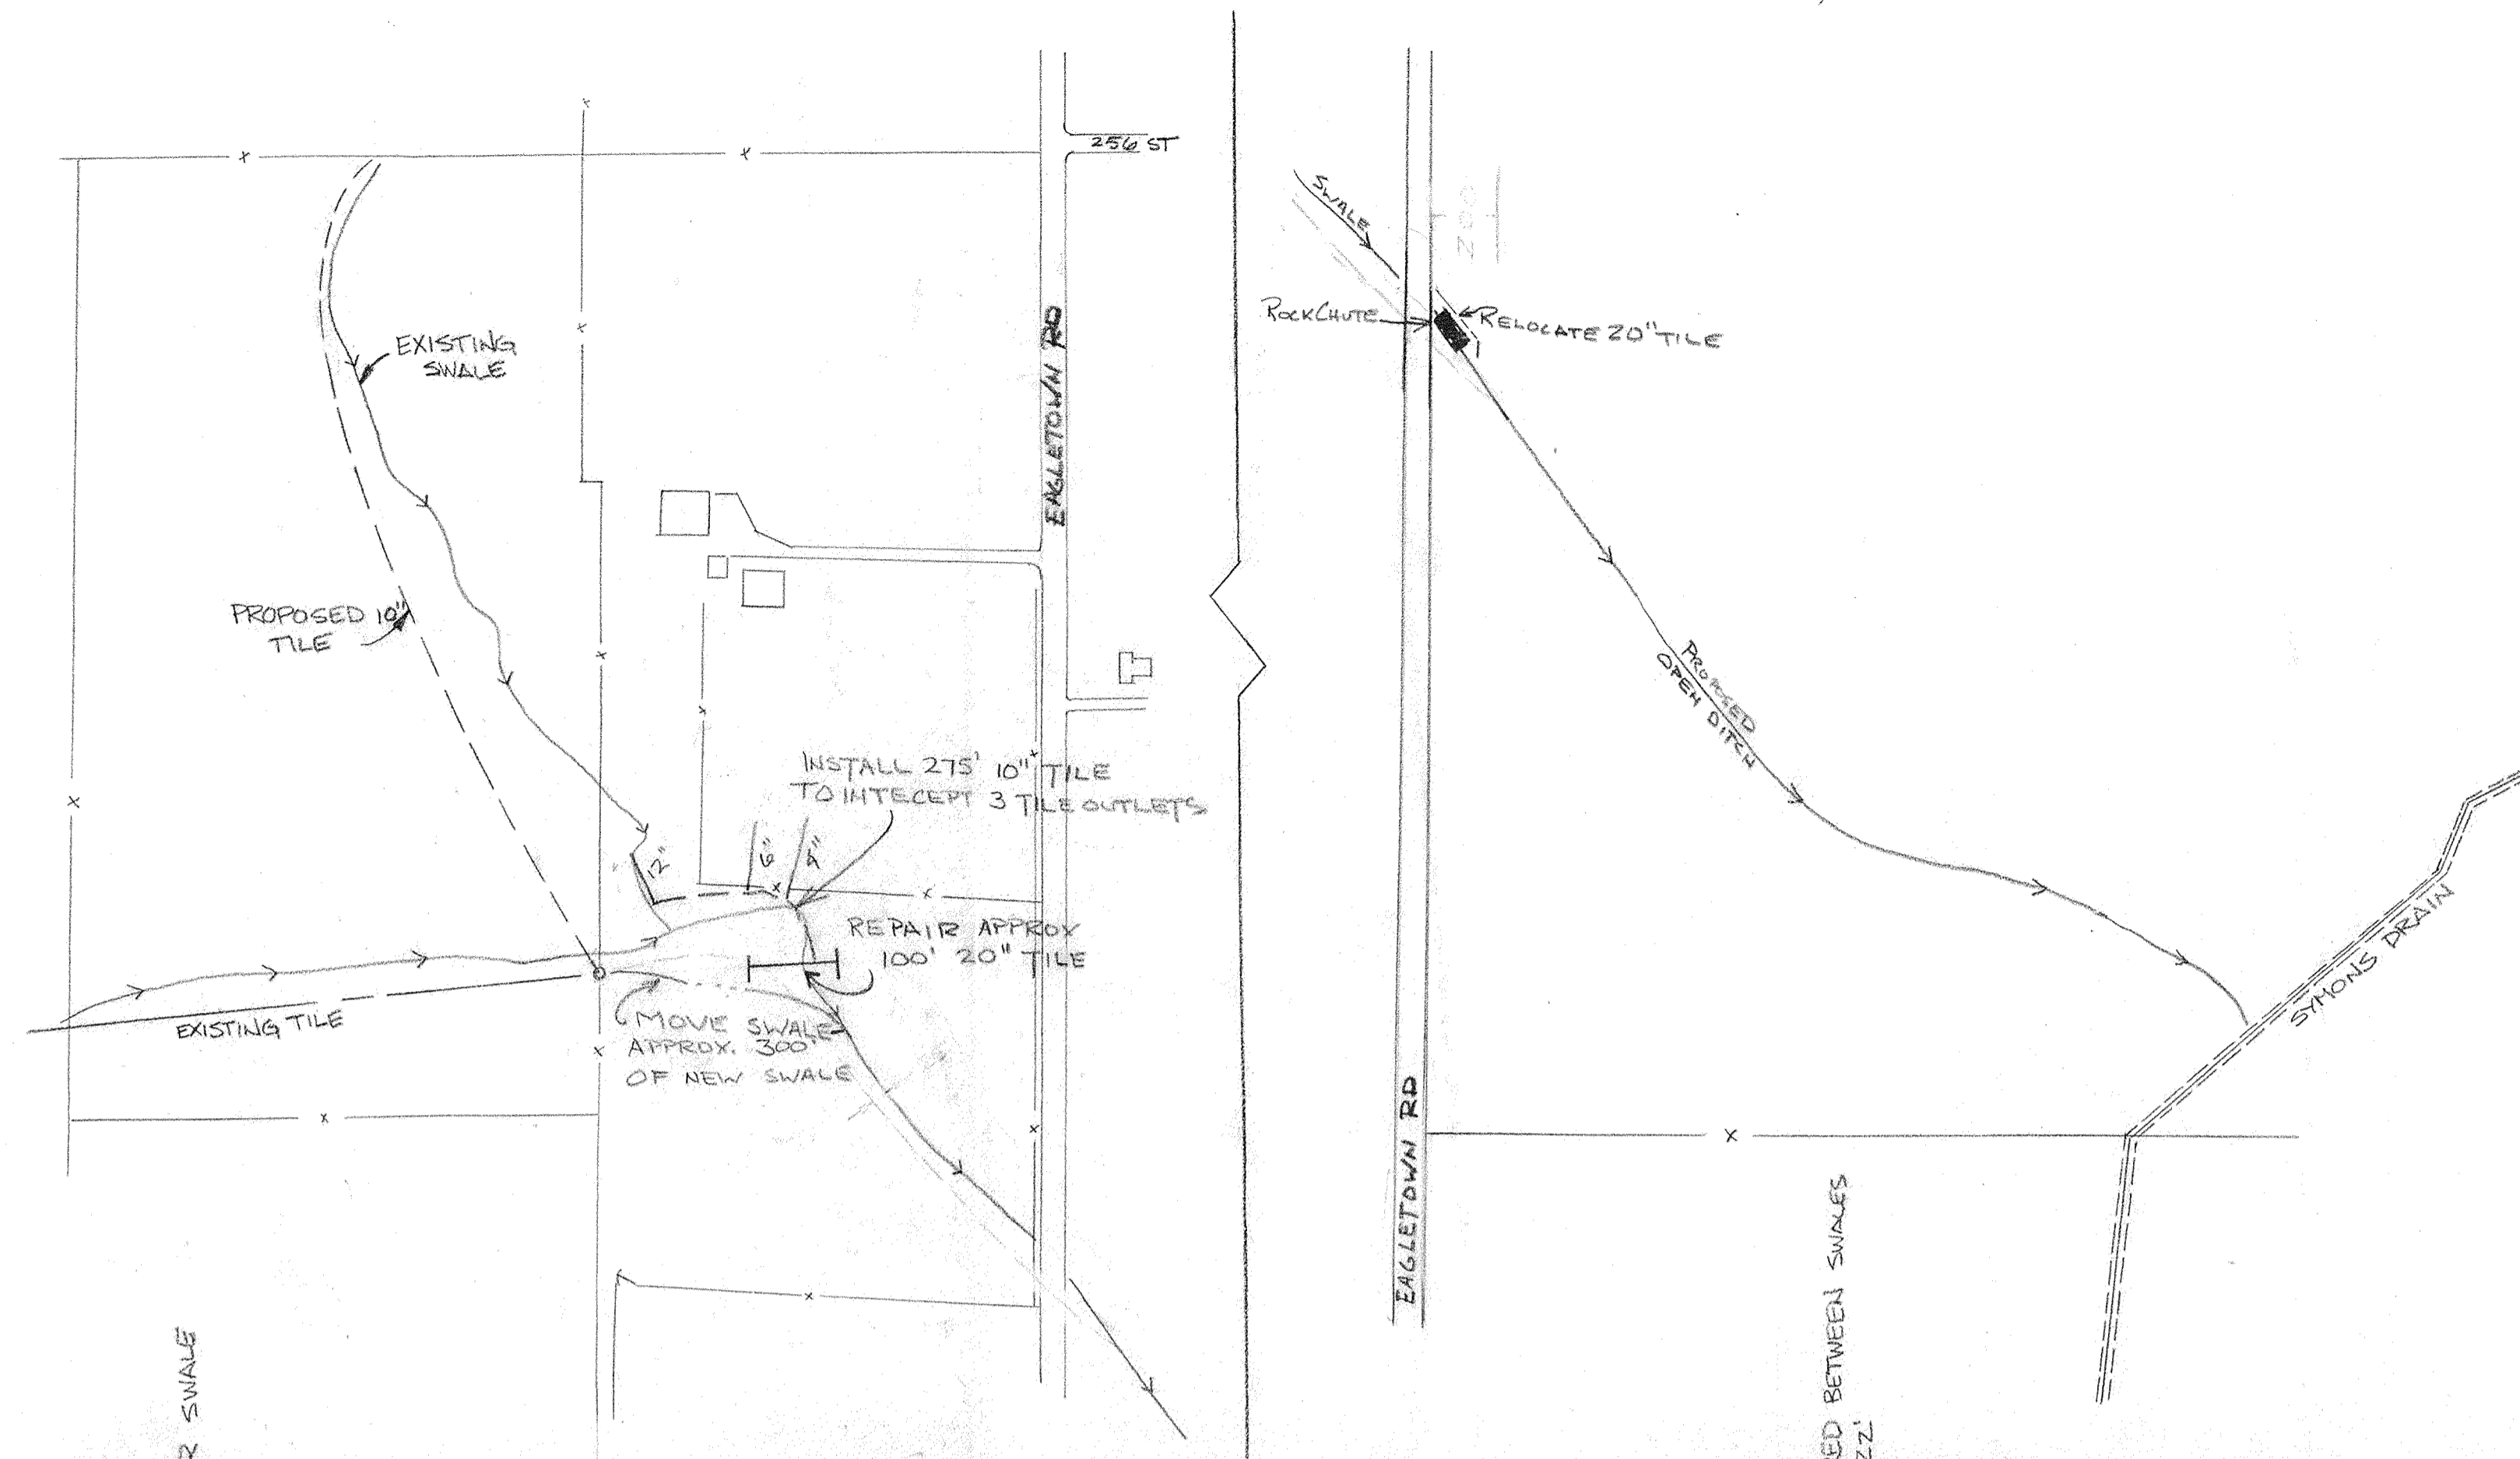 256 ST
EAGLETOWN RD
EXISTING
SWALE
PROPOSED 10"
TILE
INSTALL 275' 10" TILE
TO INTECEPT 3 TILE OUTLETS
12"
6"
REPAIR APPROX
100' 20" TILE
EXISTING TILE
MOVE SWALE
APPROX. 300'
OF NEW SWALE
SWALE
SWALE
200
ROCK CHUTE
RELOCATE 20" TILE
PROPOSED
OPEN DITCH
SYMONS DRAIN
EAGLETOWN RD
BETWEEN SWALES
22'